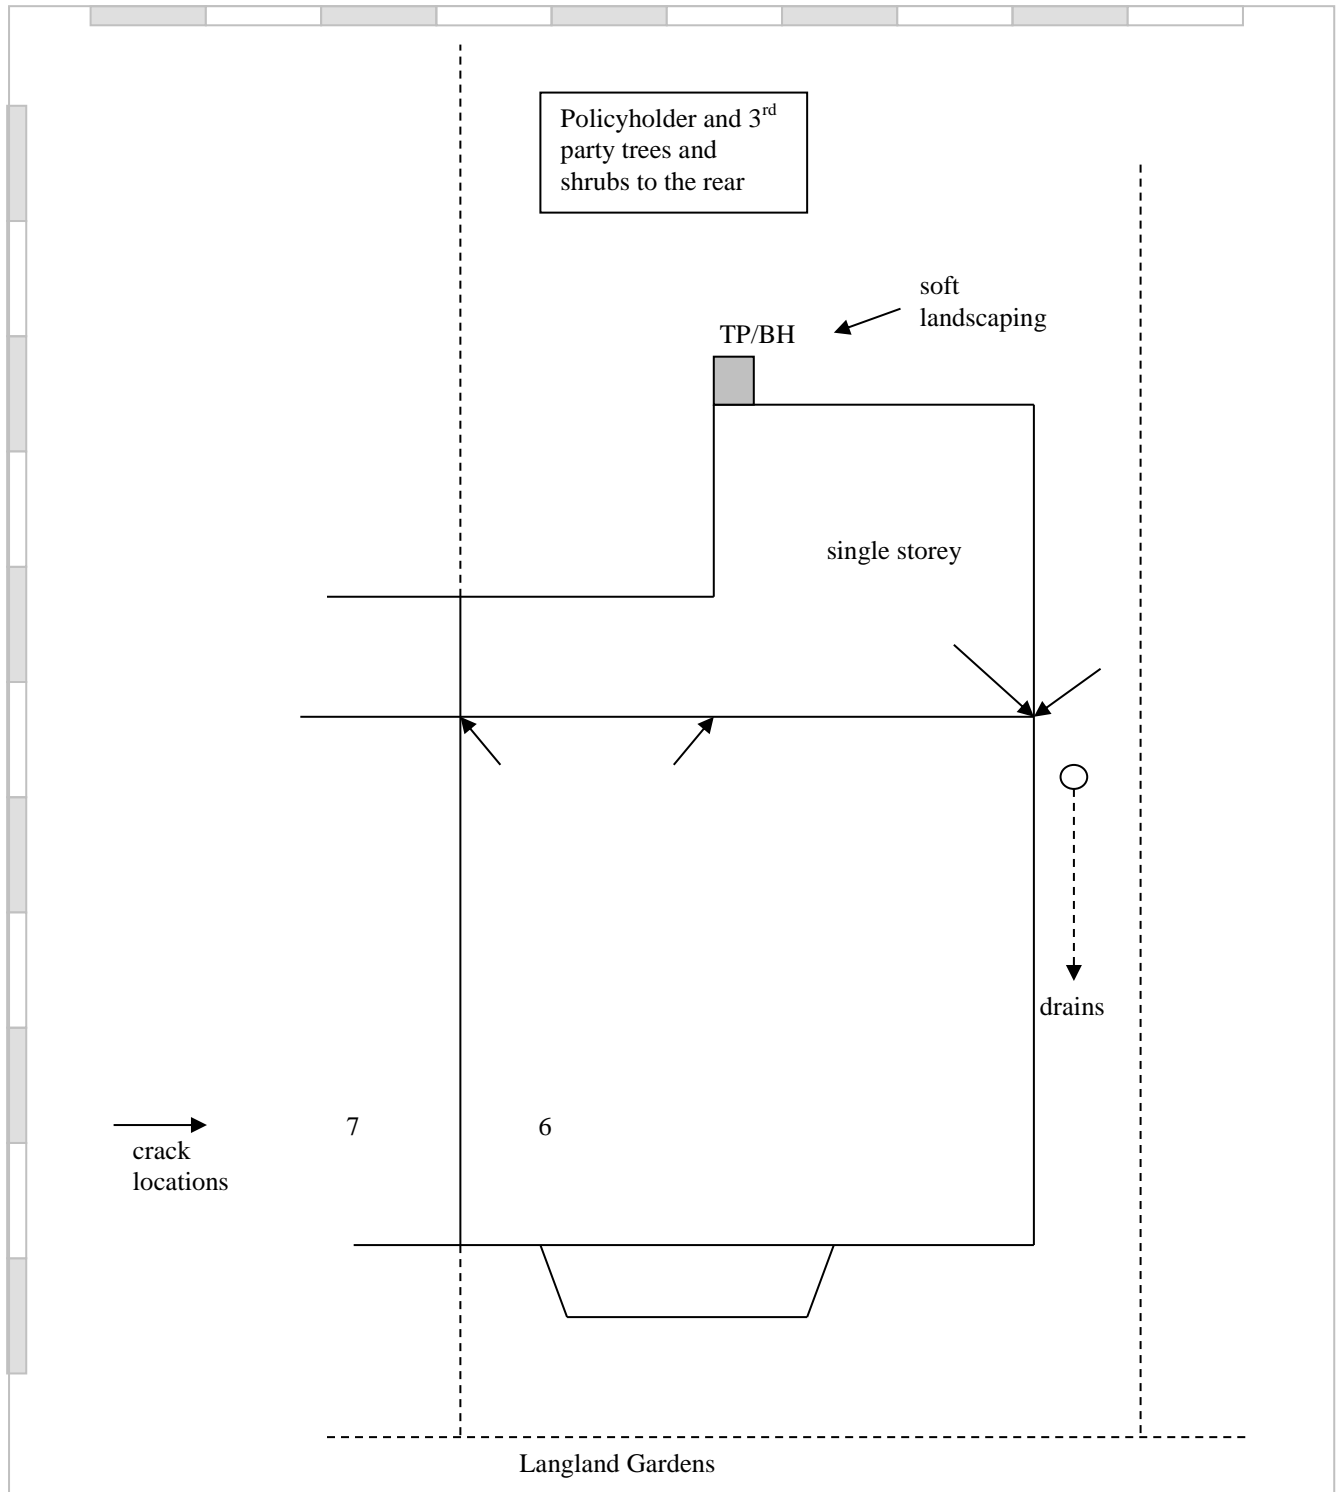 Policyholder and 3rd
party trees and
shrubs to the rear
soft
landscaping
TP/BH
single storey
drains
7
6
crack
locations
Langland Gardens